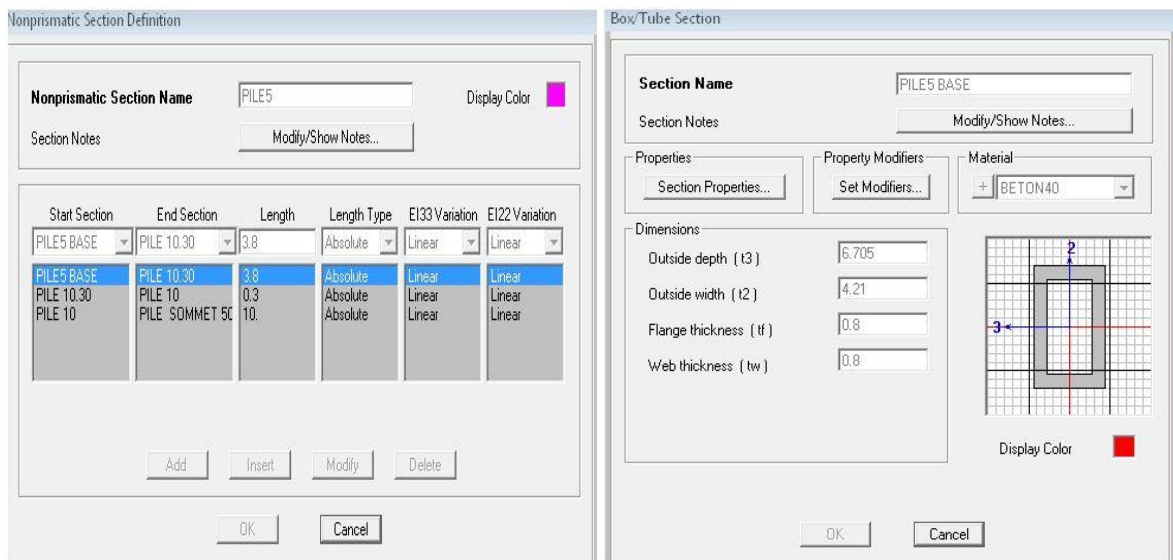 Nonprismatic Section Definition
Nonprismatic Section Name PILE5 Display Color
Section Notes Modify/Show Notes...
Start Section End Section Length Length Type EI33 Variation EI22 Variation
PILE5 BASE PILE 10.30 3.8 Absolute Linear Linear
PILE5 BASE PILE 10.30 3.8 Absolute Linear Linear
PILE 10.30 PILE 10 0.3 Absolute Linear Linear
PILE 10 PILE SOMMET 50 10. Absolute Linear Linear
Add Insert Modify Delete
OK Cancel
Box/Tube Section
Section Name PILE5 BASE
Section Notes Modify/Show Notes...
Properties Property Modifiers Material
Section Properties... Set Modifiers... + BETON40
Dimensions
Outside depth ( t3 ) 6.705
Outside width ( t2 ) 4.21
Flange thickness ( tf ) 0.8
Web thickness ( tw ) 0.8
2
3
Display Color
OK Cancel